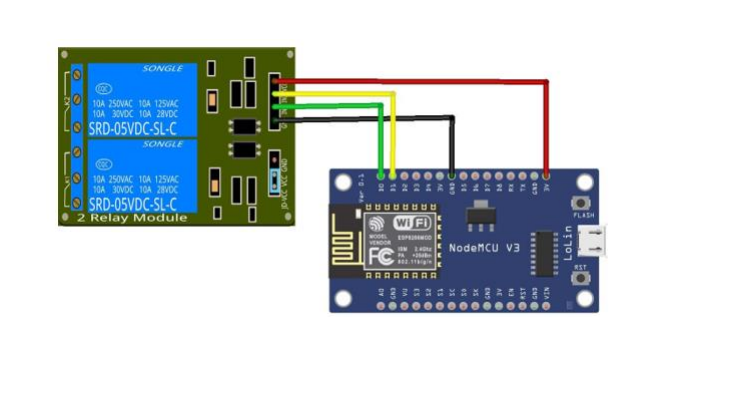 SONGLE
10A 250VAC 10A 125VAC
10A 30VDC 10A 28VDC
SRD-05VDC-SL-C
SONGLE
10A 250VAC 10A 125VAC
10A 30VDC 10A 28VDC
SRD-05VDC-SL-C
2 Relay Module
JD-VCC VCC GND
D0 D1 D2 D3 D4 3V GND D5 D6 D7 D8 RX TX GND 3V
FLASH
WiFi
MODEL
VENDOR
ESP8266MOD
ISM 2.4GHz
PA +25dBm
802.11b/g/n
FC
NodeMCU V3
LoLin
RST
A0 GND VU S3 S2 S1 SC S0 SK GND 3V EN RST GND VIN